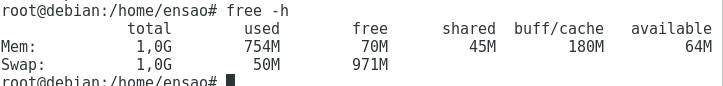 root@debian:/home/ensao# free -h
total used free shared buff/cache available
Mem: 1,0G 754M 70M 45M 180M 64M
Swap: 1,0G 50M 971M
root@debian:/home/ensao#